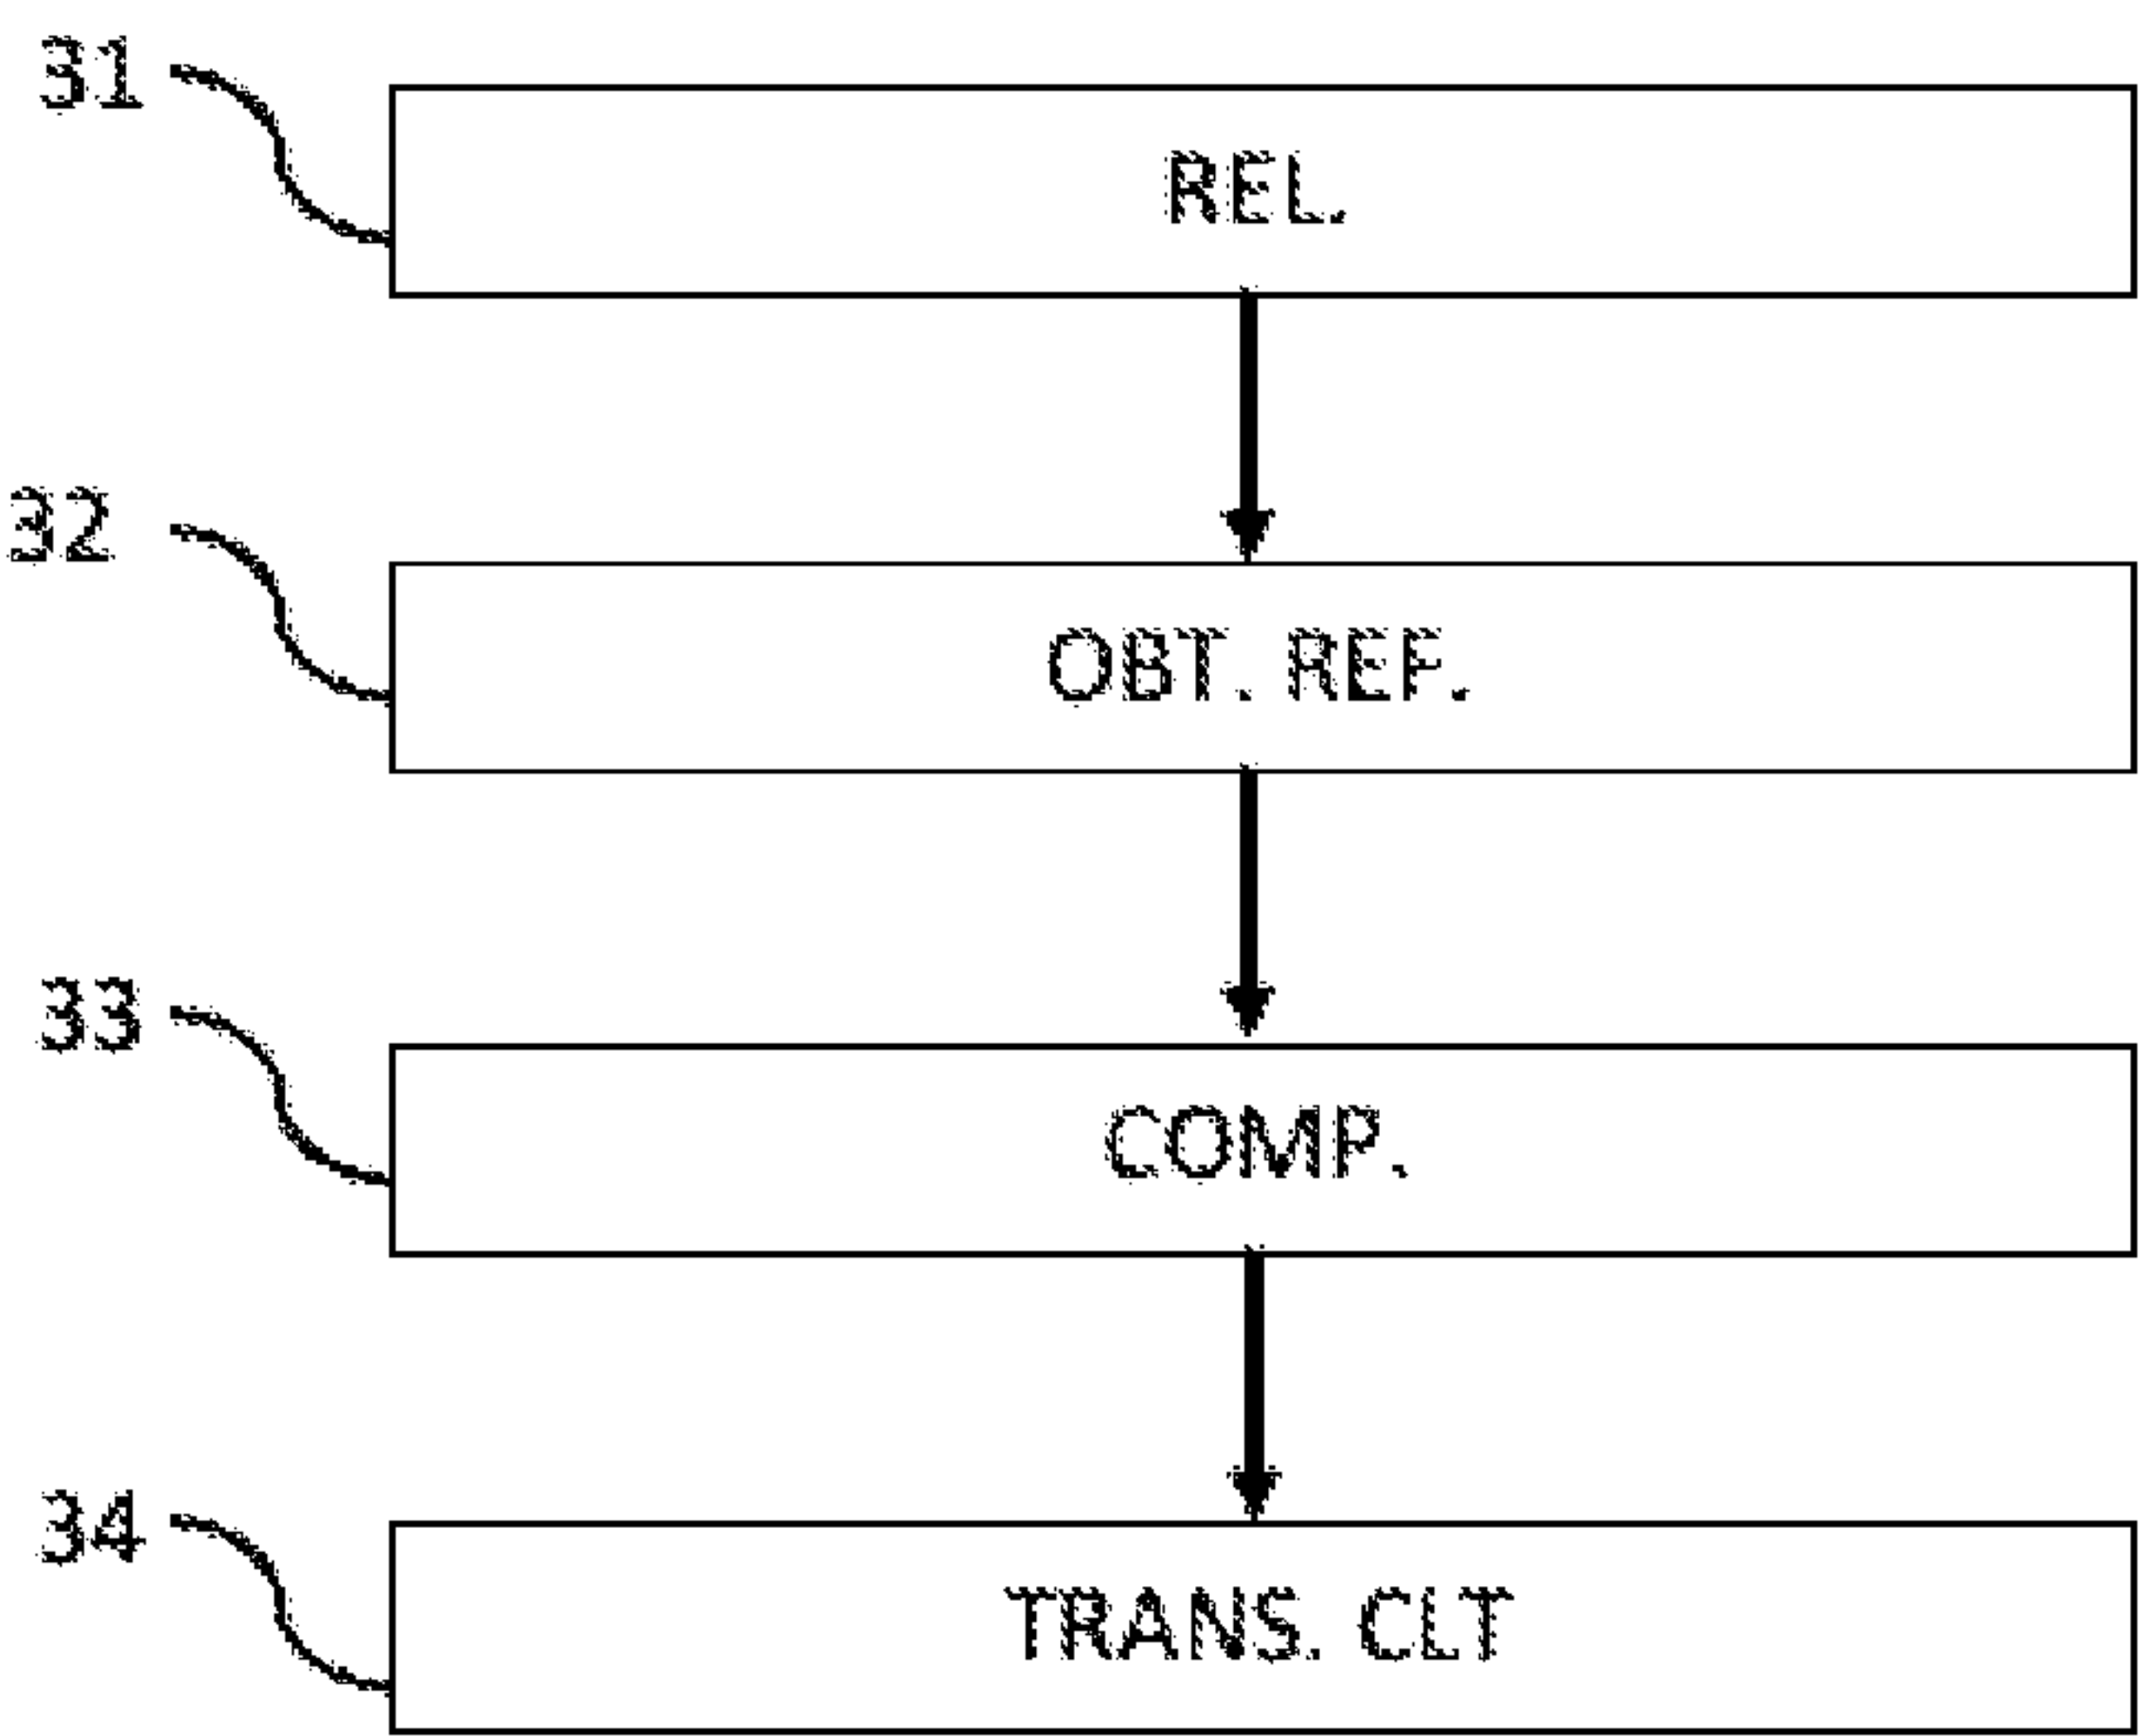 31
REL.
32
OBT. REF.
33
COMP.
34
TRANS. CLT